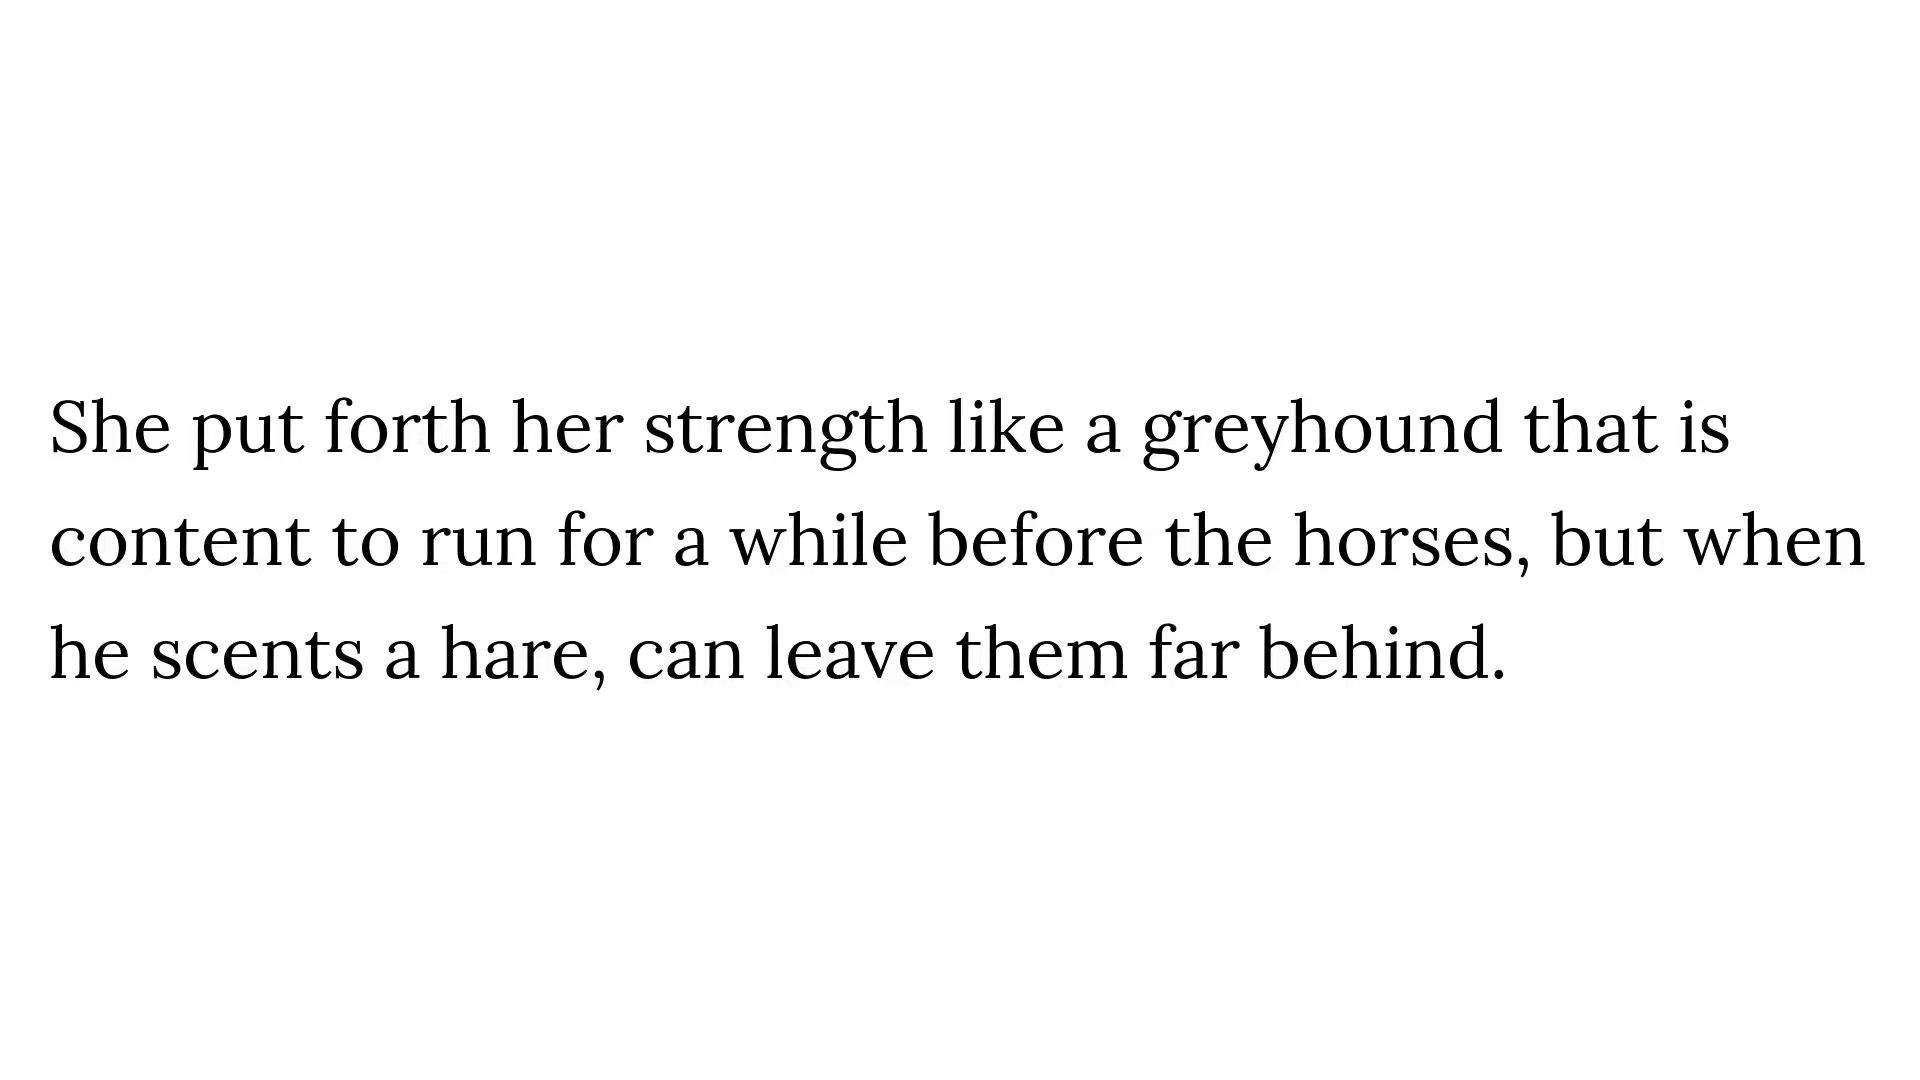 She put forth her strength like a greyhound that is
content to run for a while before the horses, but when
he scents a hare, can leave them far behind.